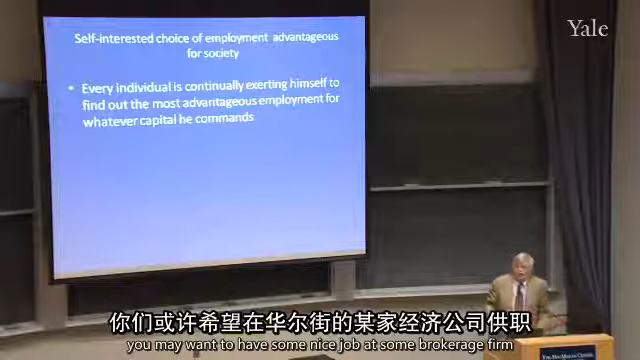 Yale
Self-interested choice of employment advantageous
for society
• Every individual is continually exerting himself to
find out the most advantageous employment for
whatever capital he commands
你们或许希望在华尔街的某家经济公司供职
you may want to have some nice job at some brokerage firm
THE MACMILLAN CENTER